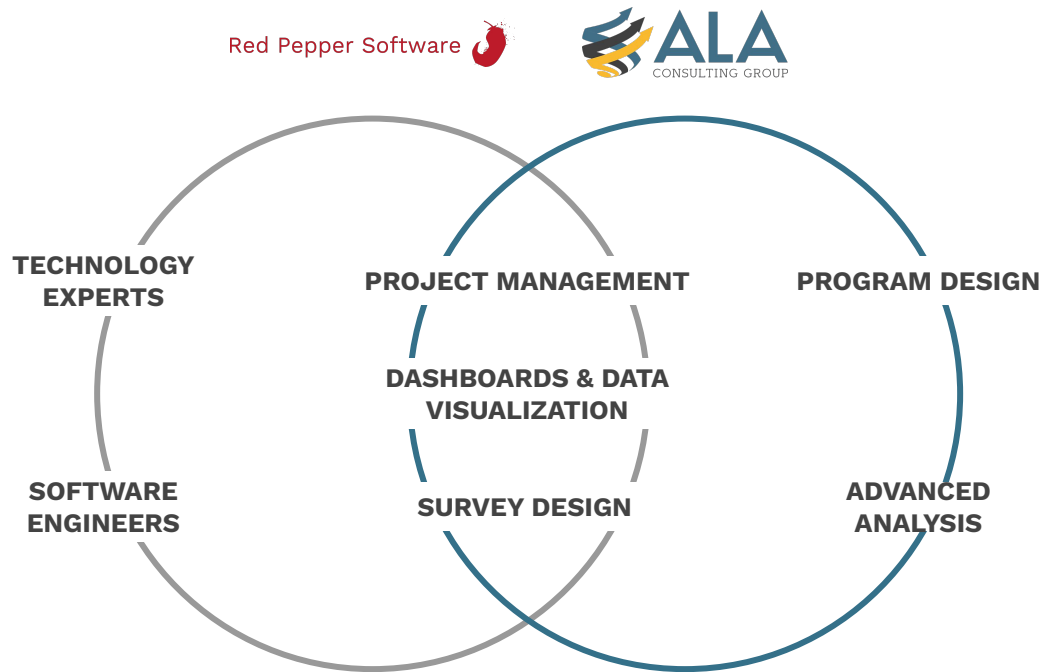 Red Pepper Software
ALA
CONSULTING GROUP
TECHNOLOGY
EXPERTS
PROJECT MANAGEMENT
PROGRAM DESIGN
DASHBOARDS & DATA
VISUALIZATION
SOFTWARE
ENGINEERS
SURVEY DESIGN
ADVANCED
ANALYSIS